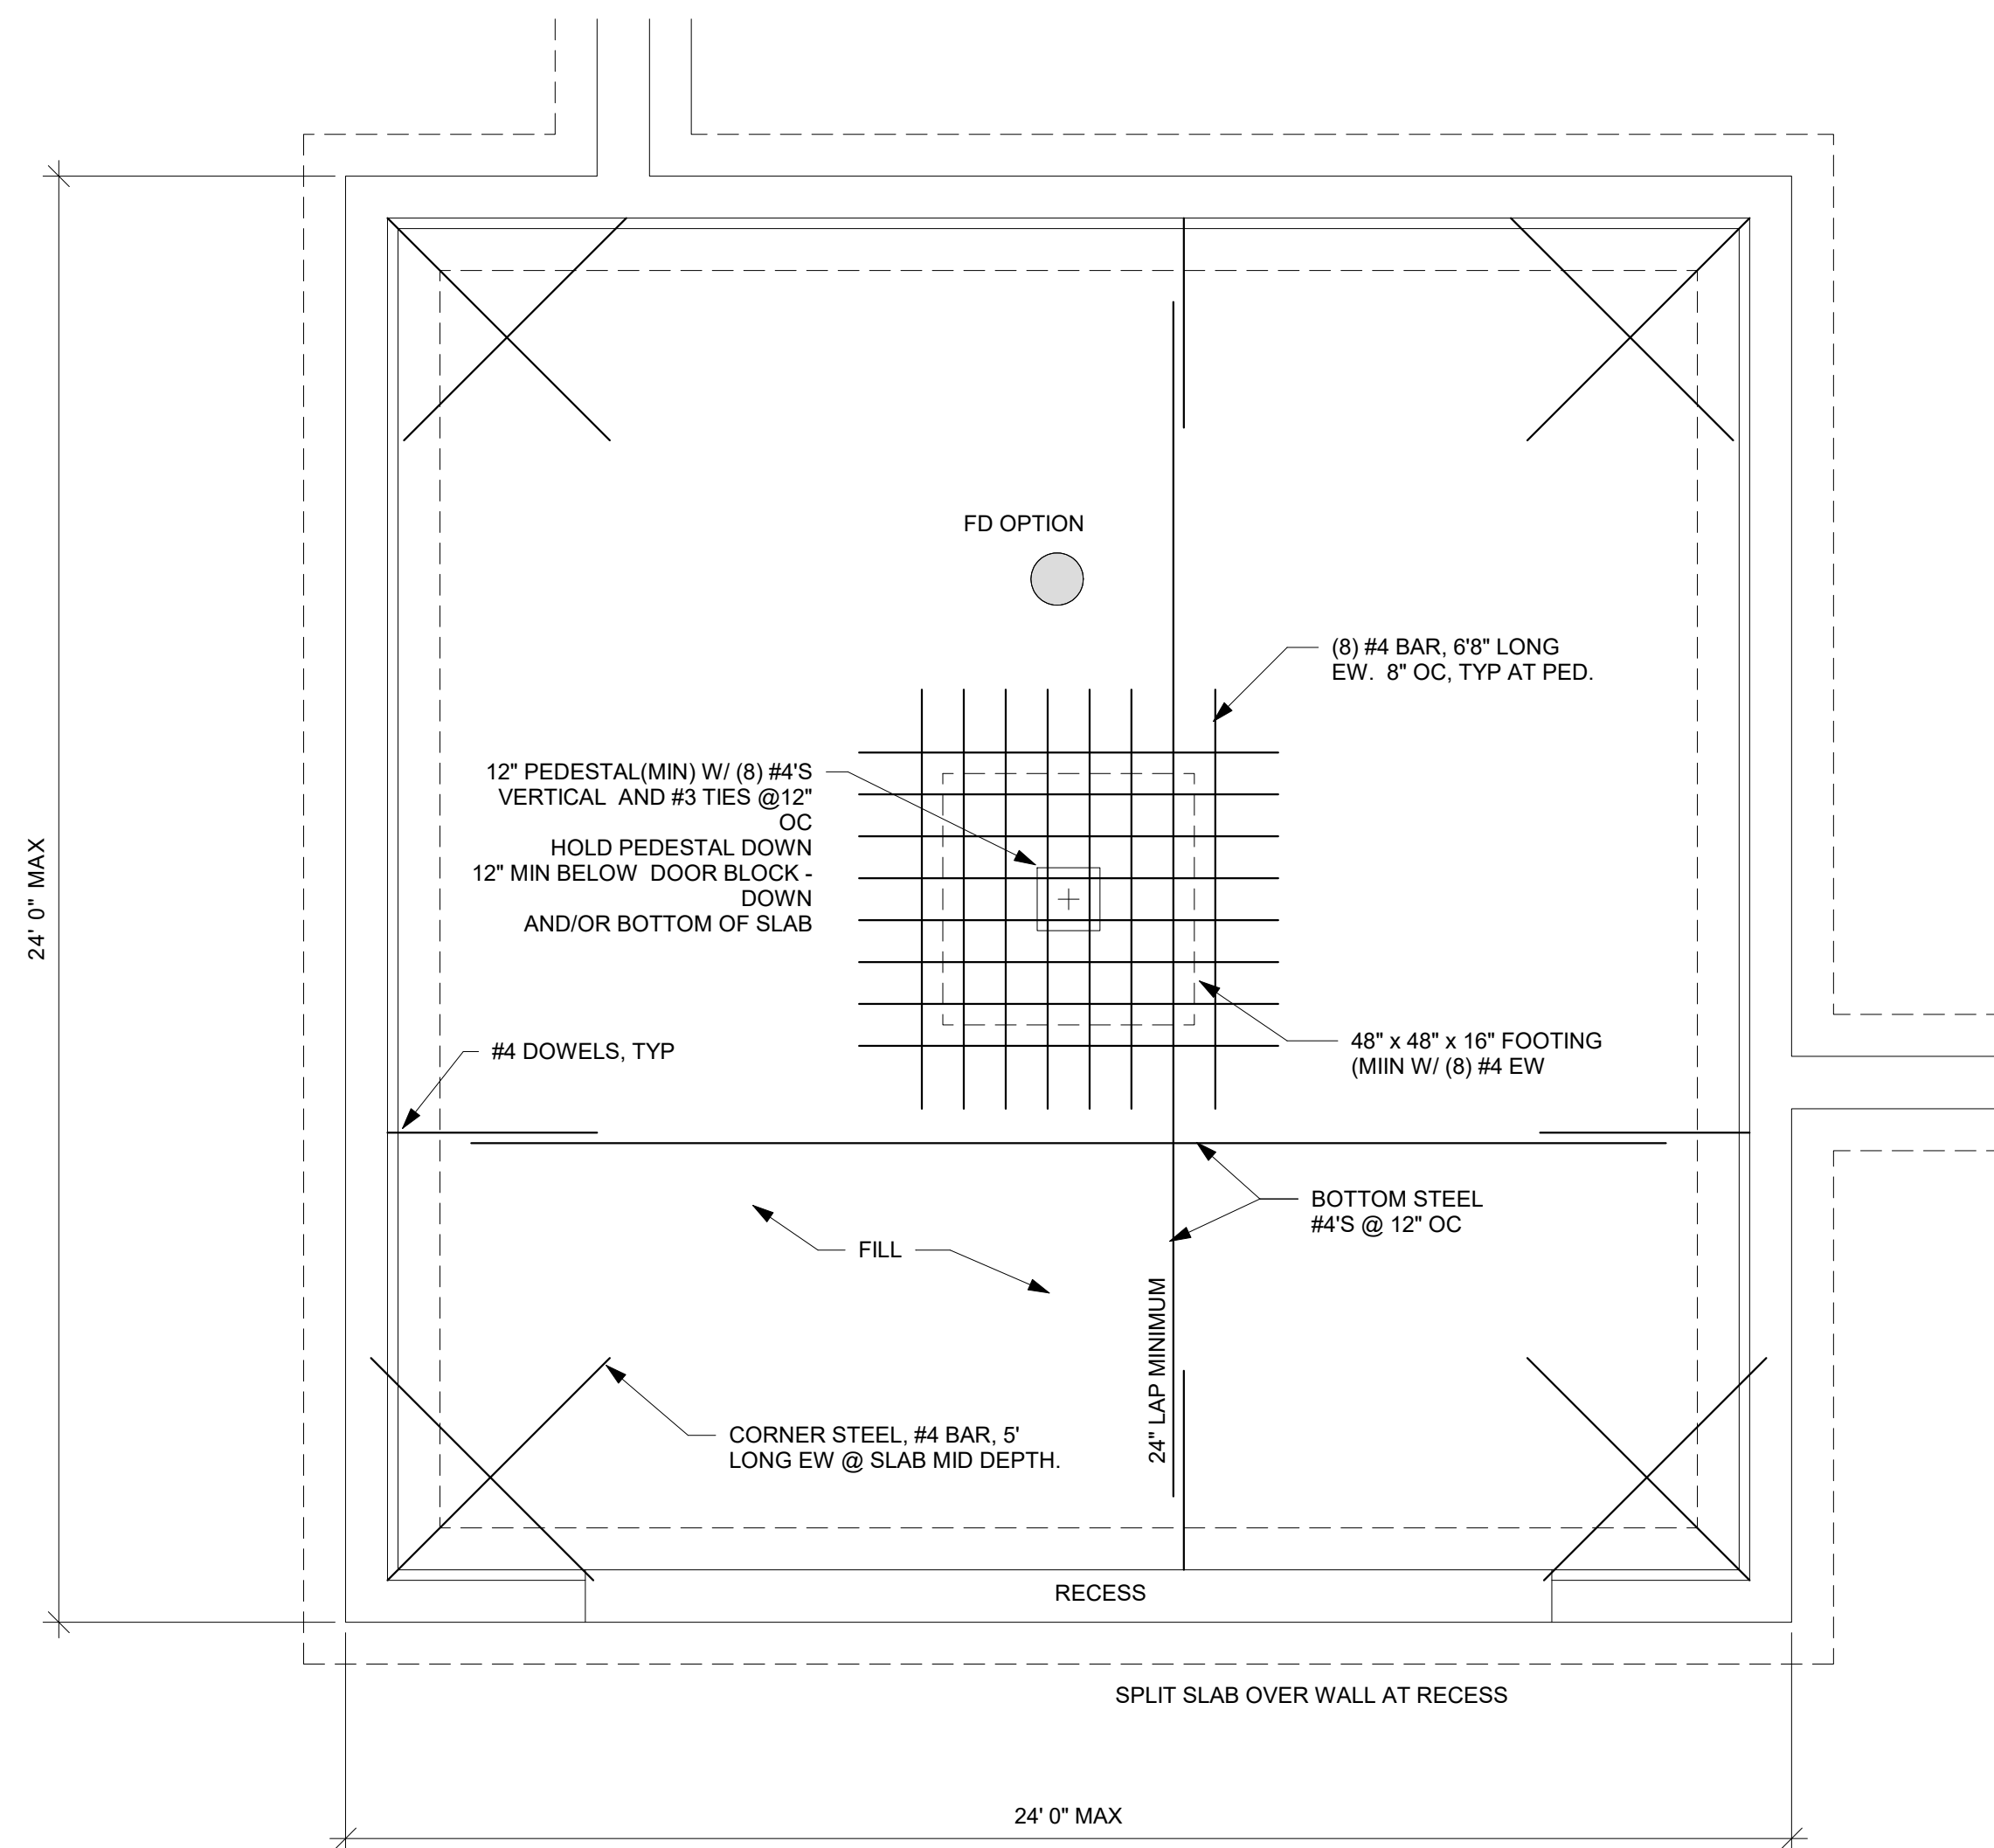 FD OPTION
(8) #4 BAR, 6'8" LONG
EW.  8" OC, TYP AT PED.
12" PEDESTAL(MIN) W/ (8) #4'S
VERTICAL  AND #3 TIES @12"
OC
HOLD PEDESTAL DOWN
12" MIN BELOW  DOOR BLOCK -
DOWN
AND/OR BOTTOM OF SLAB
24' 0" MAX
#4 DOWELS, TYP
48" x 48" x 16" FOOTING
(MIIN W/ (8) #4 EW
BOTTOM STEEL
#4'S @ 12" OC
FILL
24" LAP MINIMUM
CORNER STEEL, #4 BAR, 5'
LONG EW @ SLAB MID DEPTH.
RECESS
SPLIT SLAB OVER WALL AT RECESS
24' 0" MAX